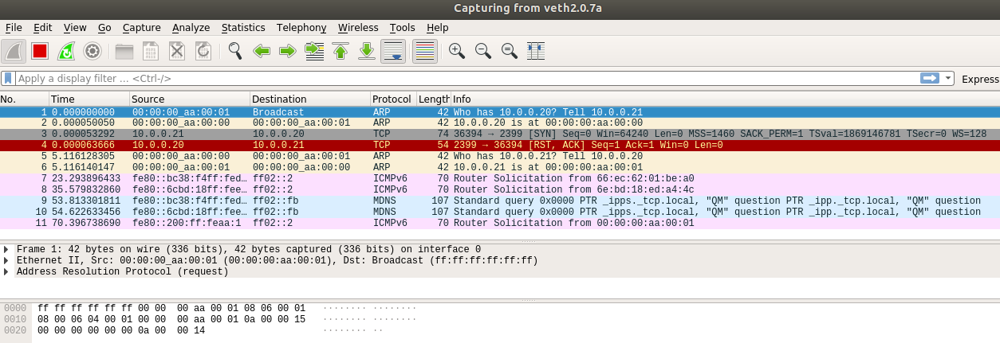 Capturing from veth2.0.7a
File Edit View Go Capture Analyze Statistics Telephony Wireless Tools Help
Apply a display filter ... <Ctrl-/> Express
No. Time Source Destination Protocol Length Info
1 0.000000000 00:00:00_aa:00:01 Broadcast ARP 42 Who has 10.0.0.20? Tell 10.0.0.21
2 0.000050050 00:00:00_aa:00:00 00:00:00_aa:00:01 ARP 42 10.0.0.20 is at 00:00:00:aa:00:00
3 0.000053292 10.0.0.21 10.0.0.20 TCP 74 36394 → 2399 [SYN] Seq=0 Win=64240 Len=0 MSS=1460 SACK_PERM=1 TSval=1869146781 TSecr=0 WS=128
4 0.000063666 10.0.0.20 10.0.0.21 TCP 54 2399 → 36394 [RST, ACK] Seq=1 Ack=1 Win=0 Len=0
5 5.116128305 00:00:00_aa:00:00 00:00:00_aa:00:01 ARP 42 Who has 10.0.0.21? Tell 10.0.0.20
6 5.116140147 00:00:00_aa:00:01 00:00:00_aa:00:00 ARP 42 10.0.0.21 is at 00:00:00:aa:00:01
7 23.293896433 fe80::bc38:f4ff:fed… ff02::2 ICMPv6 70 Router Solicitation from 66:ec:62:01:be:a0
8 35.579832860 fe80::6cbd:18ff:fee… ff02::2 ICMPv6 70 Router Solicitation from 6e:bd:18:ed:a4:4c
9 53.813301811 fe80::bc38:f4ff:fed… ff02::fb MDNS 107 Standard query 0x0000 PTR _ipps._tcp.local, "QM" question PTR _ipp._tcp.local, "QM" question
10 54.622633456 fe80::6cbd:18ff:fee… ff02::fb MDNS 107 Standard query 0x0000 PTR _ipps._tcp.local, "QM" question PTR _ipp._tcp.local, "QM" question
11 70.396738690 fe80::200:ff:feaa:1 ff02::2 ICMPv6 70 Router Solicitation from 00:00:00:aa:00:01
Frame 1: 42 bytes on wire (336 bits), 42 bytes captured (336 bits) on interface 0
Ethernet II, Src: 00:00:00_aa:00:01 (00:00:00:aa:00:01), Dst: Broadcast (ff:ff:ff:ff:ff:ff)
Address Resolution Protocol (request)
0000 ff ff ff ff ff ff 00 00 00 aa 00 01 08 06 00 01 ········ ········
0010 08 00 06 04 00 01 00 00 00 aa 00 01 0a 00 00 15 ········ ········
0020 00 00 00 00 00 00 0a 00 00 14 ········ ··